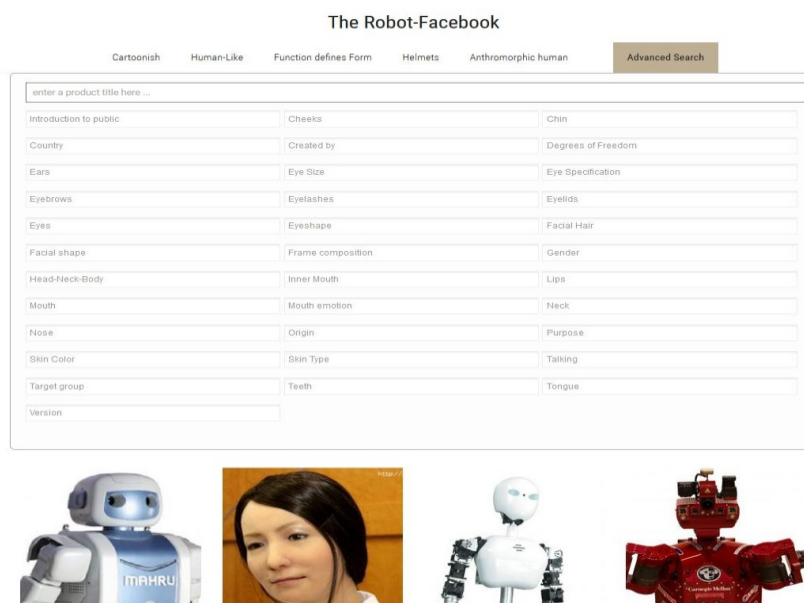 The Robot-Facebook
Cartoonish Human-Like Function defines Form Helmets Anthromorphic human Advanced Search
enter a product title here ...
Introduction to public Cheeks Chin
Country Created by Degrees of Freedom
Ears Eye Size Eye Specification
Eyebrows Eyelashes Eyelids
Eyes Eyeshape Facial Hair
Facial shape Frame composition Gender
Head-Neck-Body Inner Mouth Lips
Mouth Mouth emotion Neck
Nose Origin Purpose
Skin Color Skin Type Talking
Target group Teeth Tongue
Version
http://
MAHRU
Carnegie Mellon